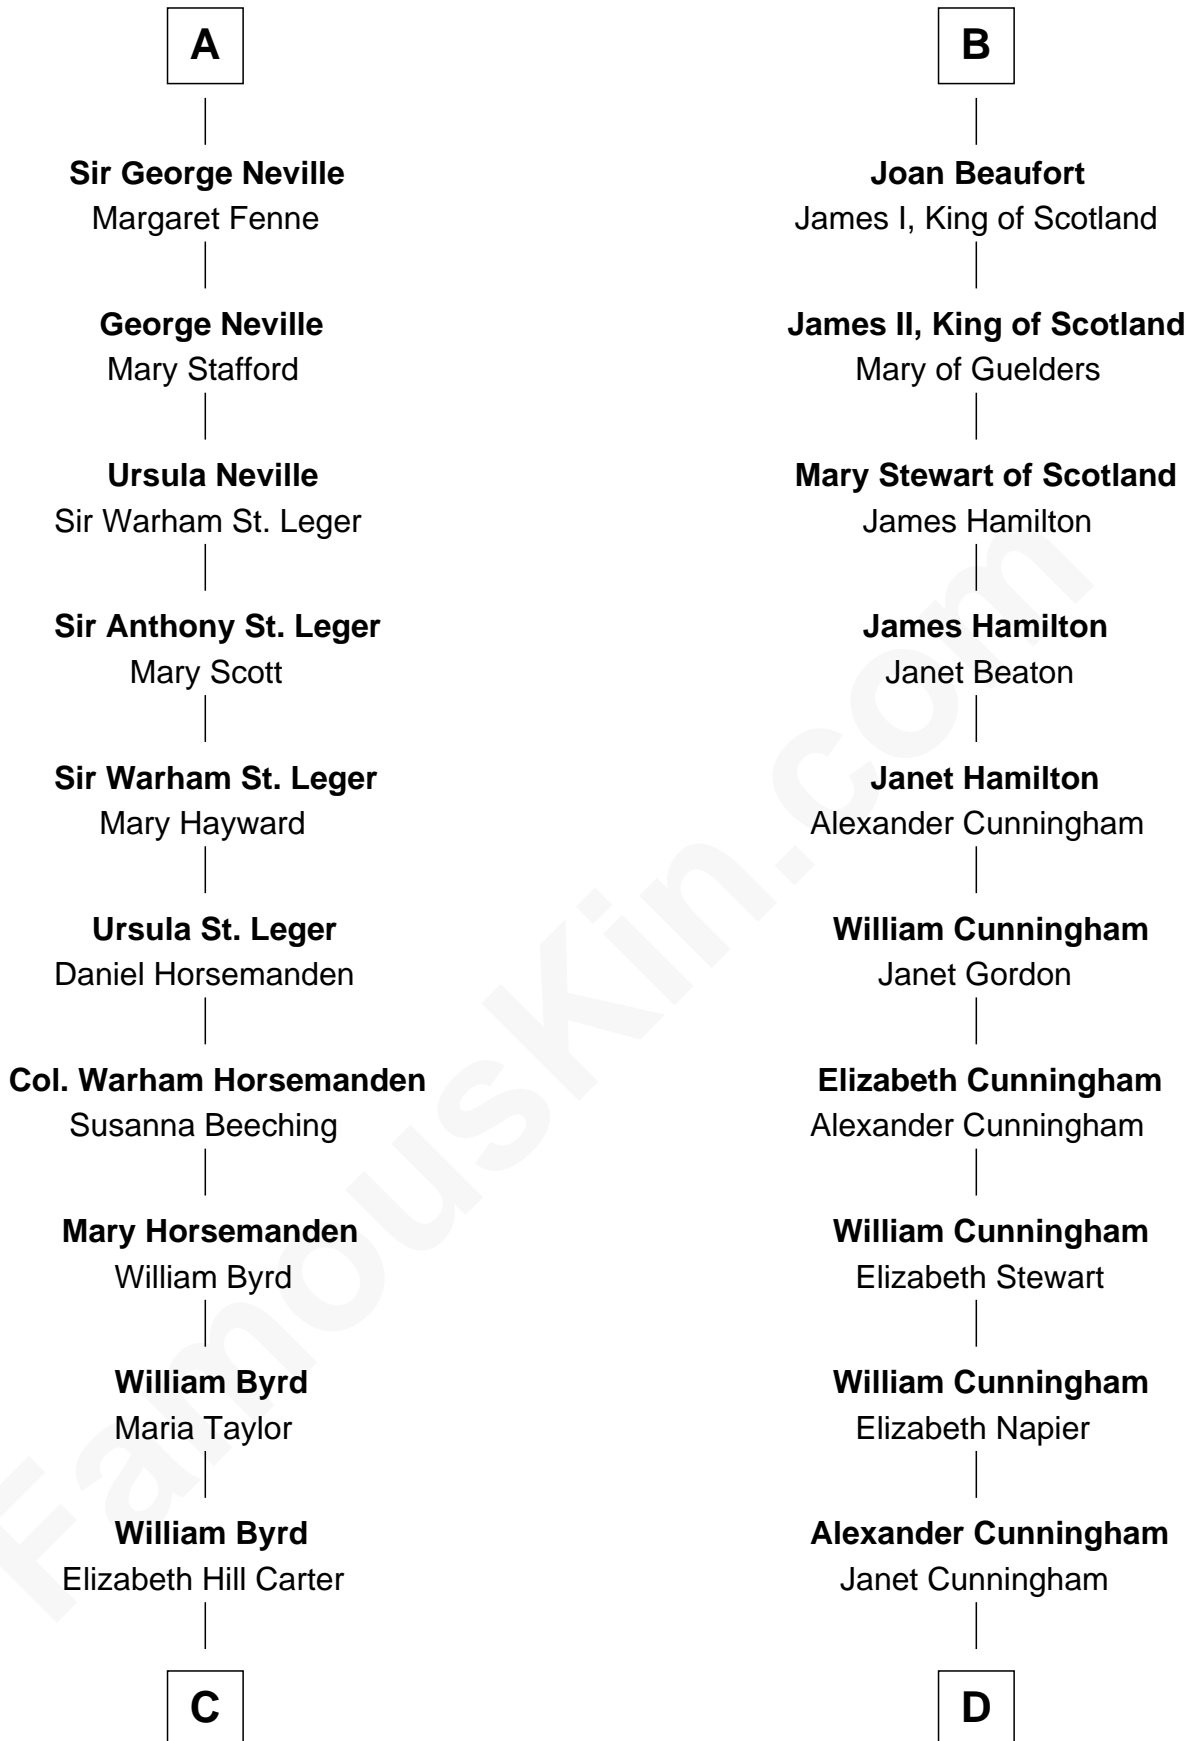 A
Sir George Neville
Margaret Fenne
George Neville
Mary Stafford
Ursula Neville
Sir Warham St. Leger
Sir Anthony St. Leger
Mary Scott
Sir Warham St. Leger
Mary Hayward
Ursula St. Leger
Daniel Horsemanden
Col. Warham Horsemanden
Susanna Beeching
Mary Horsemanden
William Byrd
William Byrd
Maria Taylor
William Byrd
Elizabeth Hill Carter
C
B
Joan Beaufort
James I, King of Scotland
James II, King of Scotland
Mary of Guelders
Mary Stewart of Scotland
James Hamilton
James Hamilton
Janet Beaton
Janet Hamilton
Alexander Cunningham
William Cunningham
Janet Gordon
Elizabeth Cunningham
Alexander Cunningham
William Cunningham
Elizabeth Stewart
William Cunningham
Elizabeth Napier
Alexander Cunningham
Janet Cunningham
D
FamousKin.com